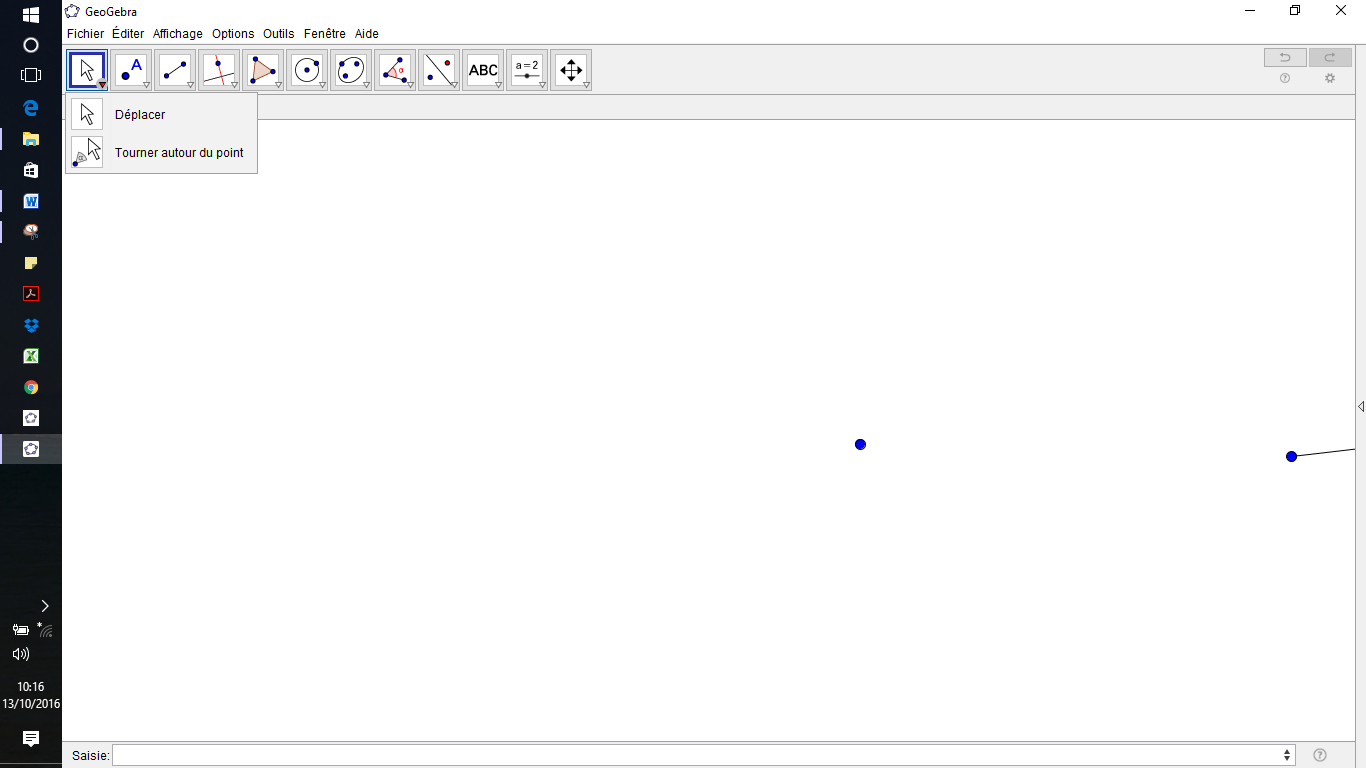 GeoGebra
Fichier Éditer Affichage Options Outils Fenêtre Aide
A
α
ABC
a=2
Déplacer
Tourner autour du point
10:16
13/10/2016
Saisie: